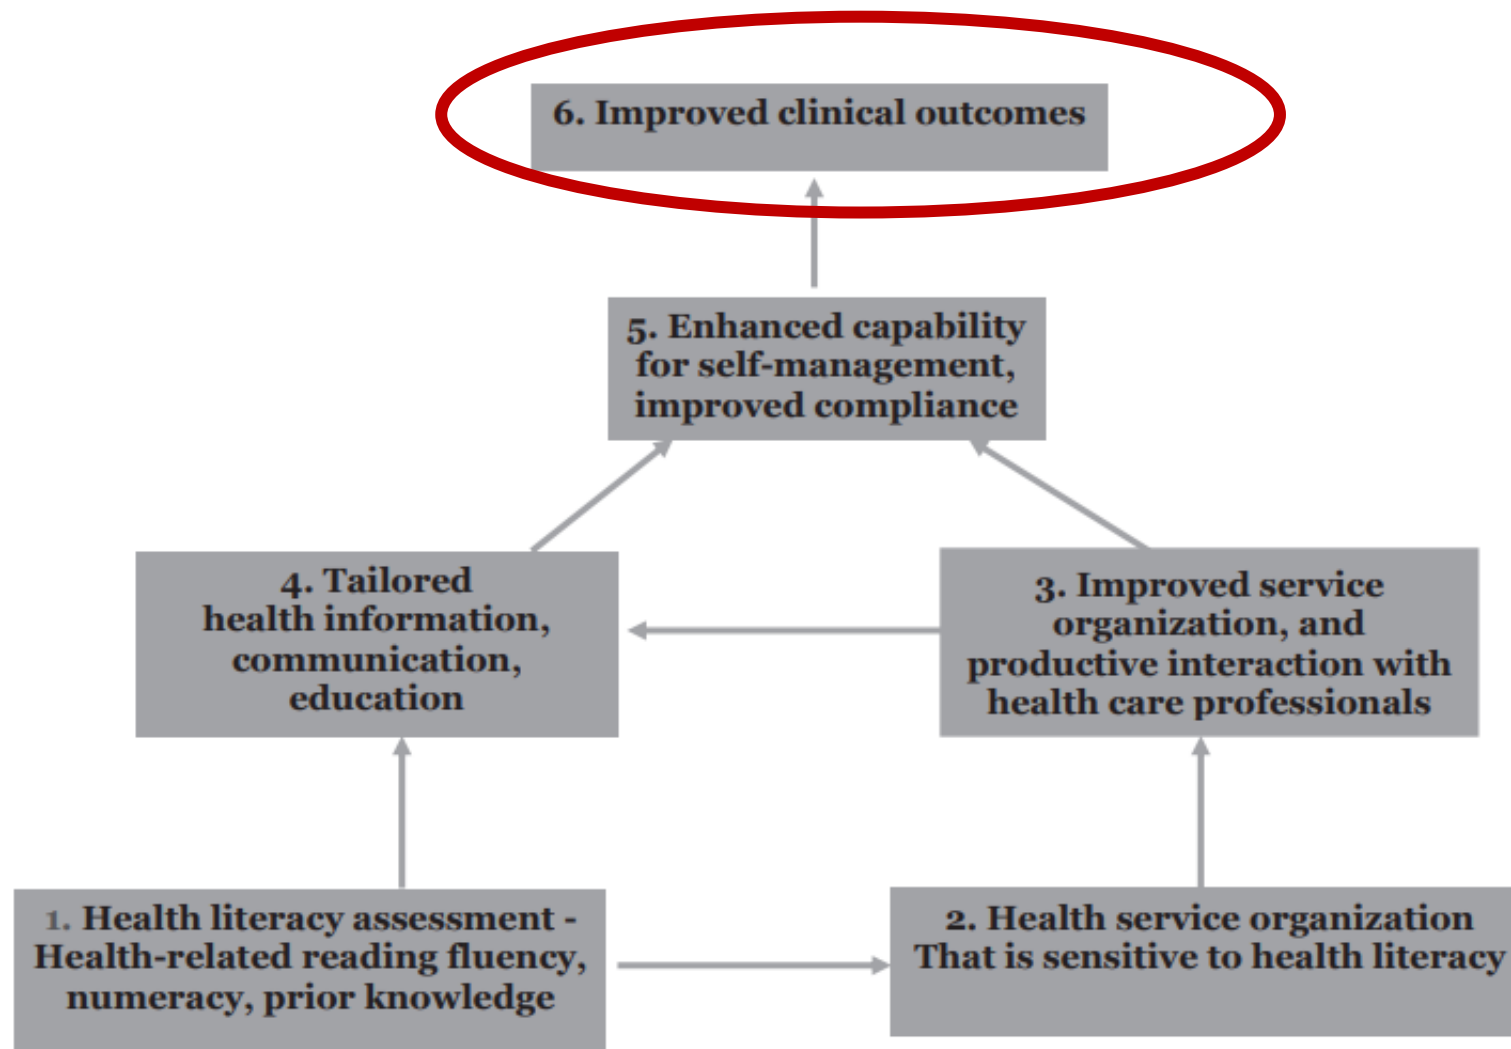 6. Improved clinical outcomes
5. Enhanced capability
for self-management,
improved compliance
4. Tailored
health information,
communication,
education
3. Improved service
organization, and
productive interaction with
health care professionals
1. Health literacy assessment -
Health-related reading fluency,
numeracy, prior knowledge
2. Health service organization
That is sensitive to health literacy